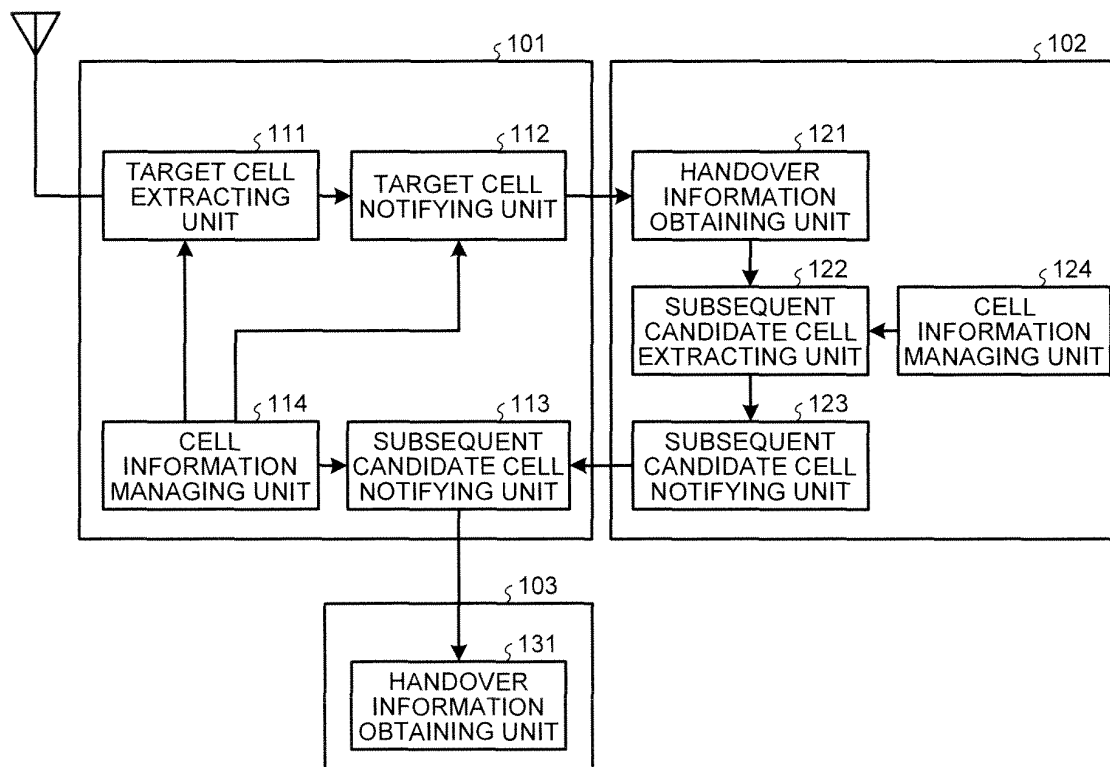 101
102
111
TARGET CELL
EXTRACTING
UNIT
112
TARGET CELL
NOTIFYING UNIT
121
HANDOVER
INFORMATION
OBTAINING UNIT
122
SUBSEQUENT
CANDIDATE CELL
EXTRACTING UNIT
124
CELL
INFORMATION
MANAGING UNIT
114
CELL
INFORMATION
MANAGING UNIT
113
SUBSEQUENT
CANDIDATE CELL
NOTIFYING UNIT
123
SUBSEQUENT
CANDIDATE CELL
NOTIFYING UNIT
103
131
HANDOVER
INFORMATION
OBTAINING UNIT